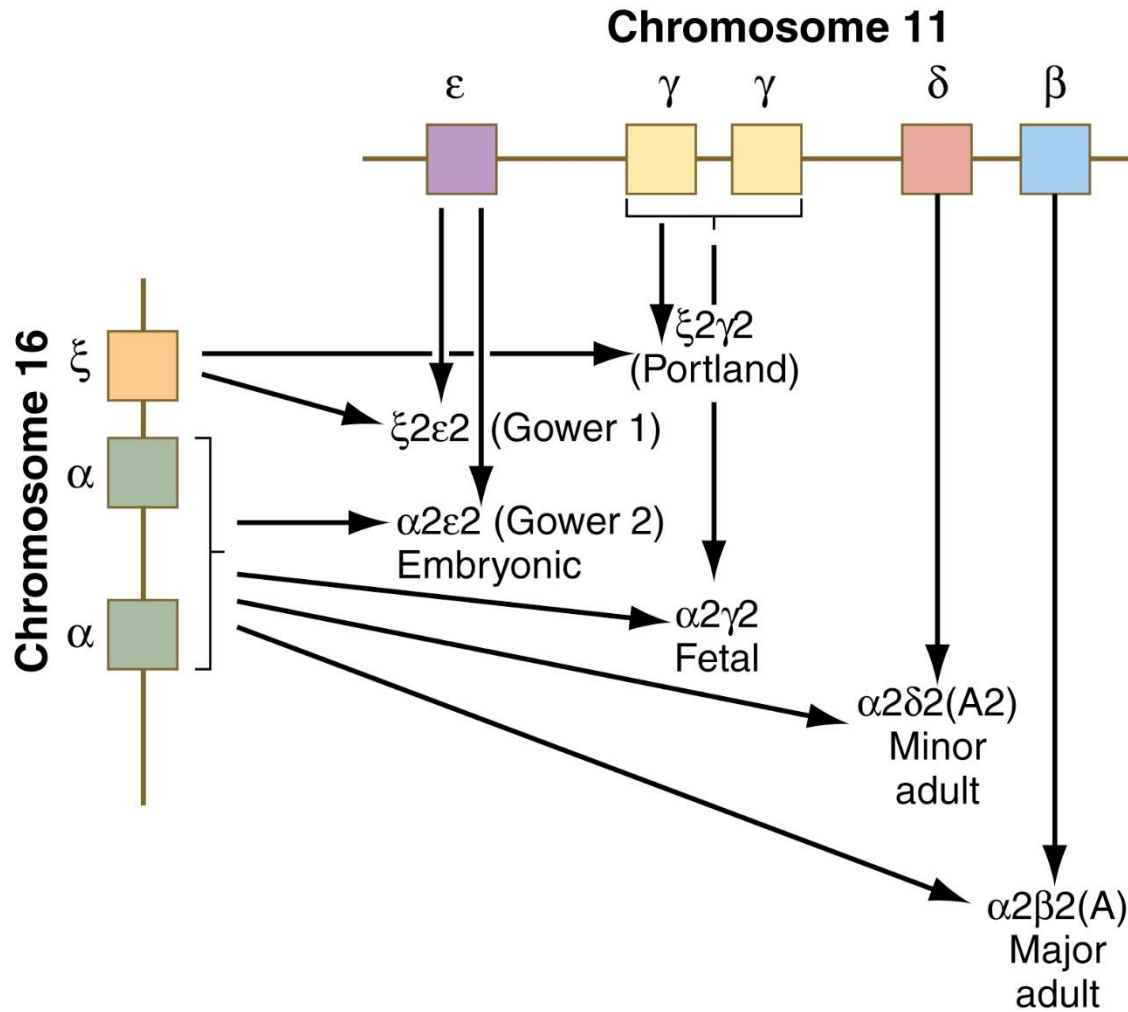 Chromosome 11
ε γ γ δ β
Chromosome 16
ξ
α
α
ξ2γ2
(Portland)
ξ2ε2 (Gower 1)
α2ε2 (Gower 2)
Embryonic
α2γ2
Fetal
α2δ2(A2)
Minor
adult
α2β2(A)
Major
adult